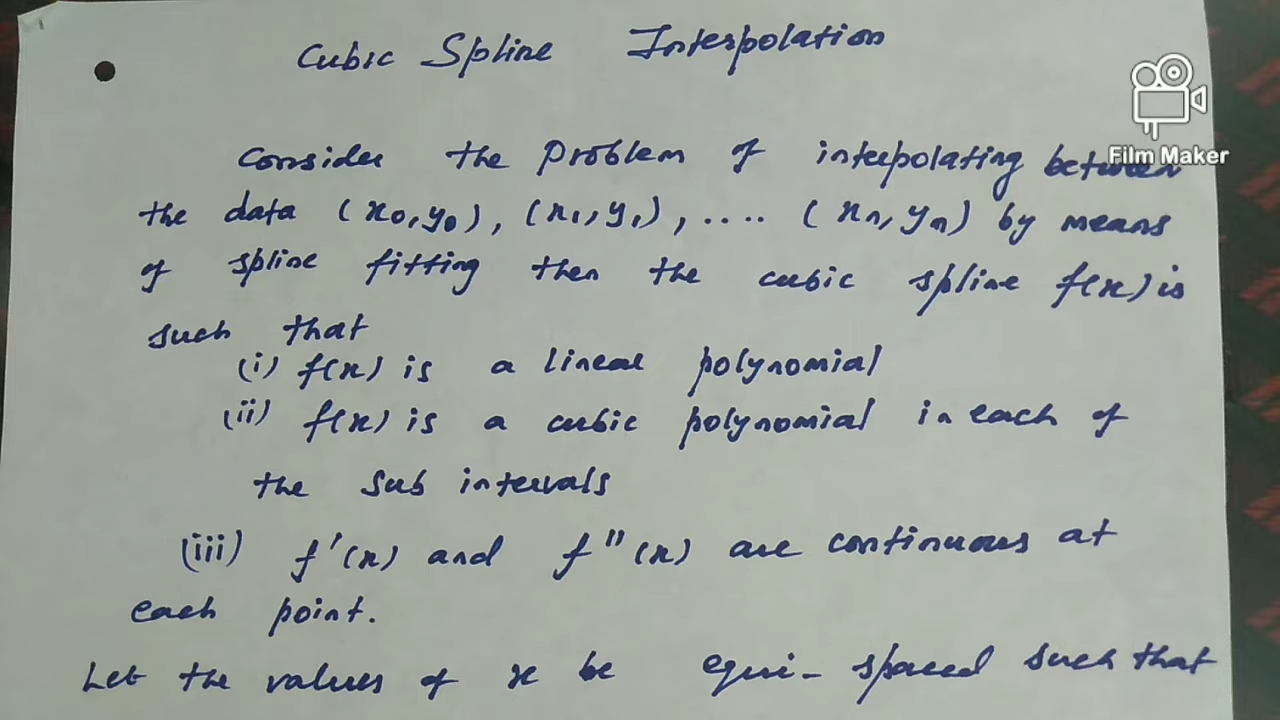 Cubic Spline Interpolation
Film Maker
Consider the problem of interpolating between
the data (x0,y0), (x1,y1), .... (xn,yn) by means
of spline fitting then the cubic spline f(x) is
such that
(i) f(x) is a linear polynomial
(ii) f(x) is a cubic polynomial in each of
the sub intervals
(iii) f'(x) and f"(x) are continuous at
each point.
Let the values of x be equi-spaced such that